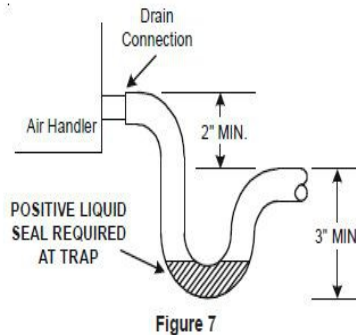 Drain
Connection
Air Handler
2" MIN.
POSITIVE LIQUID
SEAL REQUIRED
AT TRAP
3" MIN
Figure 7